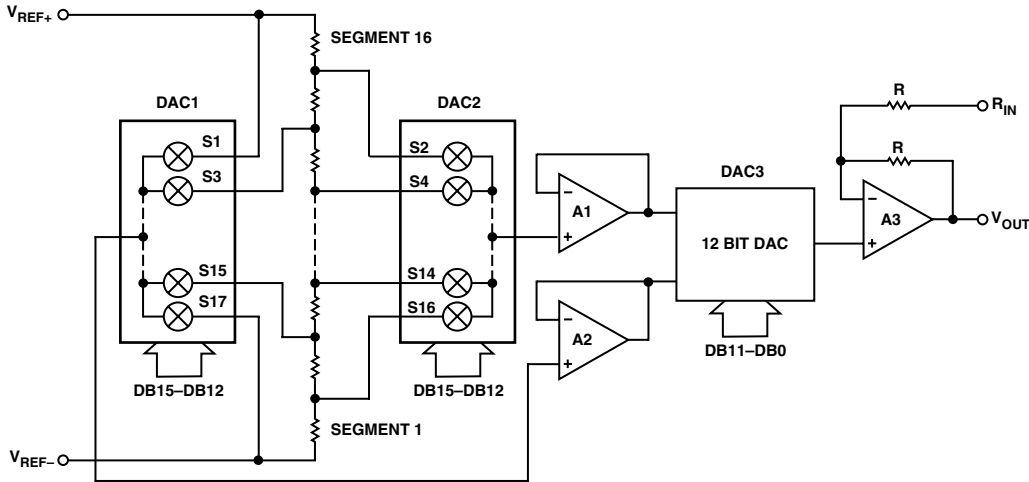 VREF+
SEGMENT 16
DAC1
DAC2
R
RIN
S1
S2
S3
S4
DAC3
R
A1
12 BIT DAC
A3
VOUT
S15
S14
S17
S16
A2
DB15–DB12
DB15–DB12
DB11–DB0
SEGMENT 1
VREF–
− +
− +
− +